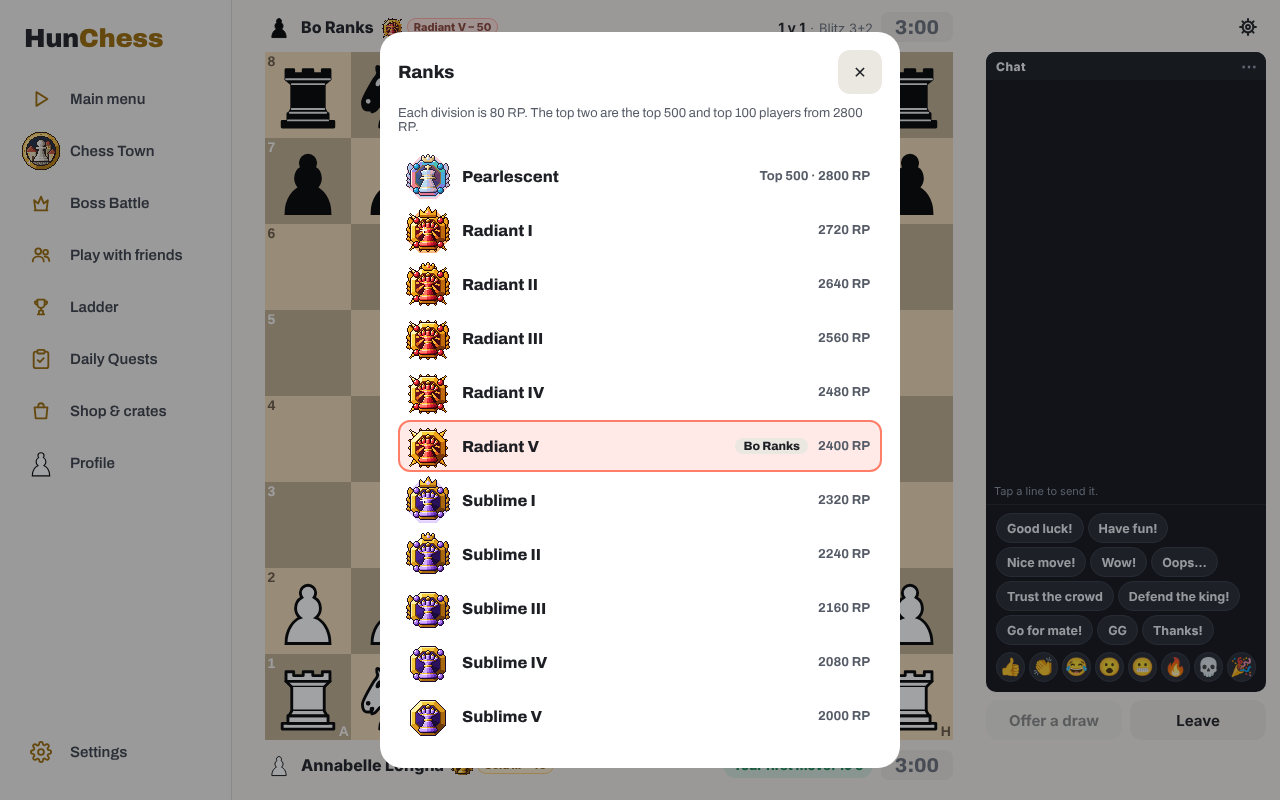 HunChess
Main menu
Chess Town
Boss Battle
Play with friends
Ladder
Daily Quests
Shop & crates
Profile
Settings
Bo Ranks
Radiant V – 50
1 v 1 · Blitz 3+2
3:00
Ranks
Each division is 80 RP. The top two are the top 500 and top 100 players from 2800
RP.
Pearlescent Top 500 · 2800 RP
Radiant I 2720 RP
Radiant II 2640 RP
Radiant III 2560 RP
Radiant IV 2480 RP
Radiant V Bo Ranks 2400 RP
Sublime I 2320 RP
Sublime II 2240 RP
Sublime III 2160 RP
Sublime IV 2080 RP
Sublime V 2000 RP
8
7
6
5
4
3
2
1
A
H
Annabelle
3:00
Chat
Tap a line to send it.
Good luck! Have fun!
Nice move! Wow! Oops...
Trust the crowd Defend the king!
Go for mate! GG Thanks!
Offer a draw Leave